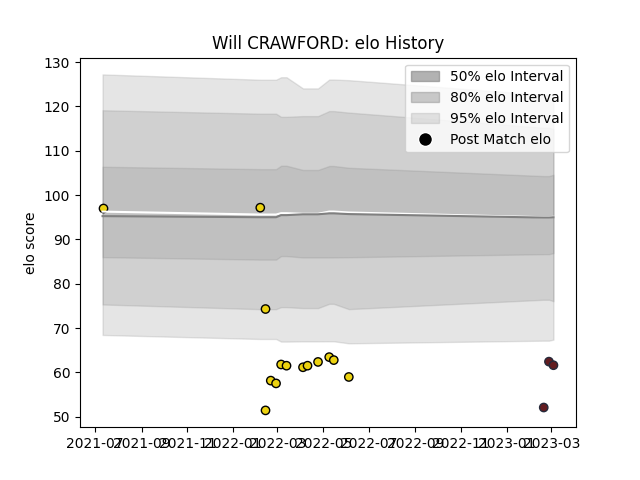 Will CRAWFORD: elo History
130
120
110
100
90
80
70
60
50
elo score
50% elo Interval
80% elo Interval
95% elo Interval
Post Match elo
2021-07 2021-09 2021-11 2022-01 2022-03 2022-05 2022-07 2022-09 2022-11 2023-01 2023-03